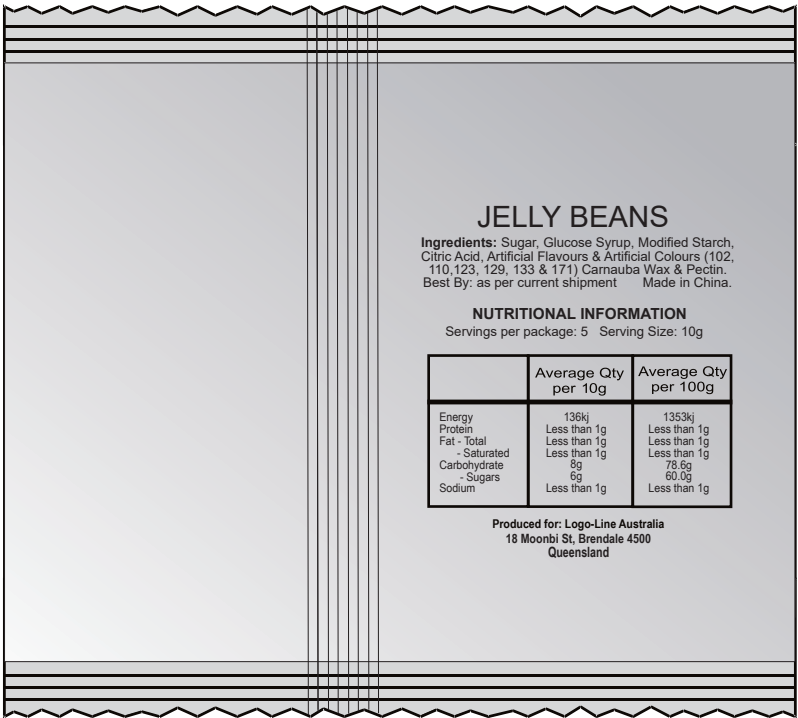 JELLY BEANS
Ingredients: Sugar, Glucose Syrup, Modified Starch,
Citric Acid, Artificial Flavours & Artificial Colours (102,
110,123, 129, 133 & 171) Carnauba Wax & Pectin.
Best By: as per current shipment Made in China.
NUTRITIONAL INFORMATION
Servings per package: 5 Serving Size: 10g
Average Qty per 10g Average Qty per 100g
Energy 136kj 1353kj
Protein Less than 1g Less than 1g
Fat - Total Less than 1g Less than 1g
- Saturated Less than 1g Less than 1g
Carbohydrate 8g 78.6g
- Sugars 6g 60.0g
Sodium Less than 1g Less than 1g
Produced for: Logo-Line Australia
18 Moonbi St, Brendale 4500
Queensland